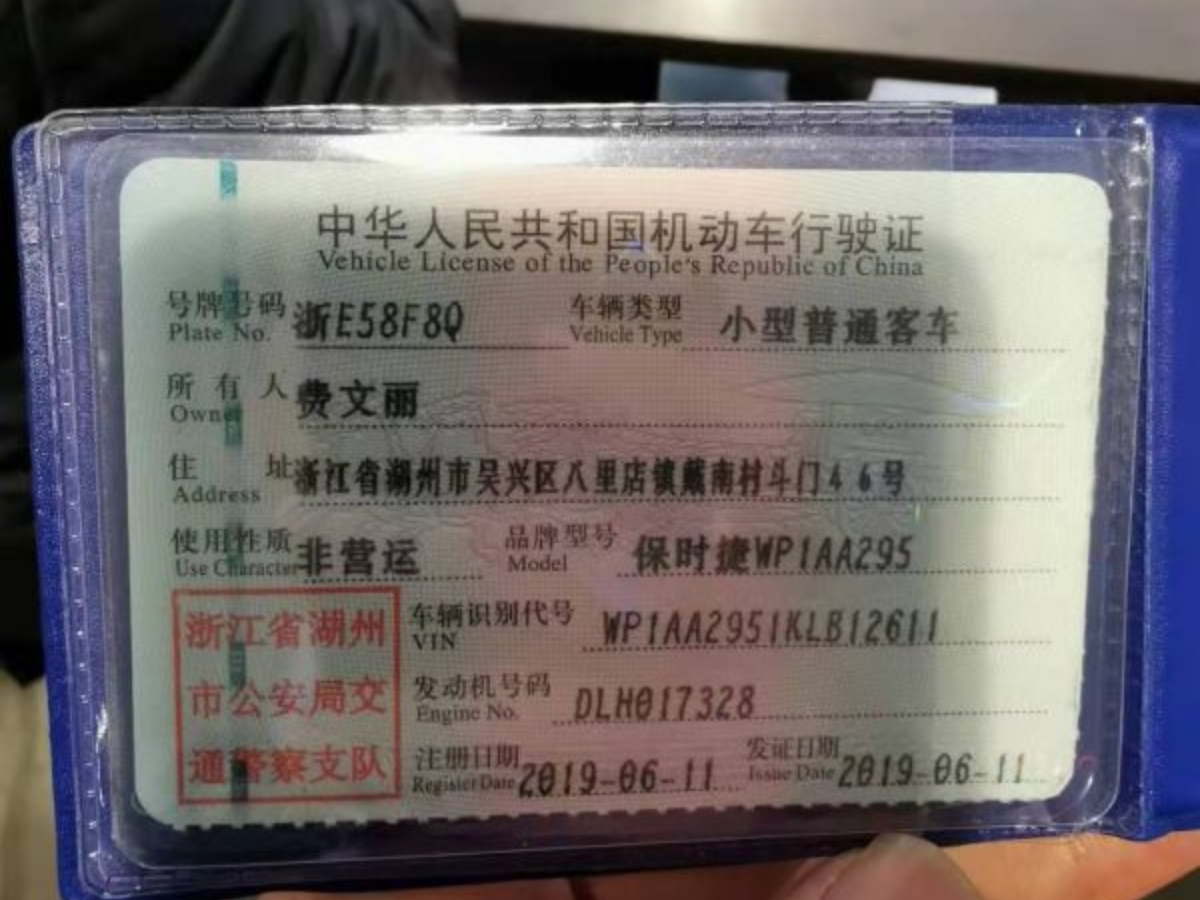 中华人民共和国机动车行驶证
Vehicle License of the People's Republic of China
号牌号码 浙E58F8Q 车辆类型 小型普通客车
Plate No. Vehicle Type
所有人 费文丽
Owner
住址 浙江省湖州市吴兴区八里店镇戴南村斗门46号
Address
使用性质 非营运 品牌型号 保时捷WP1AA295
Use Character Model
浙江省湖州
市公安局交
通警察支队
车辆识别代号 WP1AA2951KLB12611
VIN
发动机号码 DLH017328
Engine No.
注册日期 2019-06-11 发证日期 2019-06-11
Register Date Issue Date